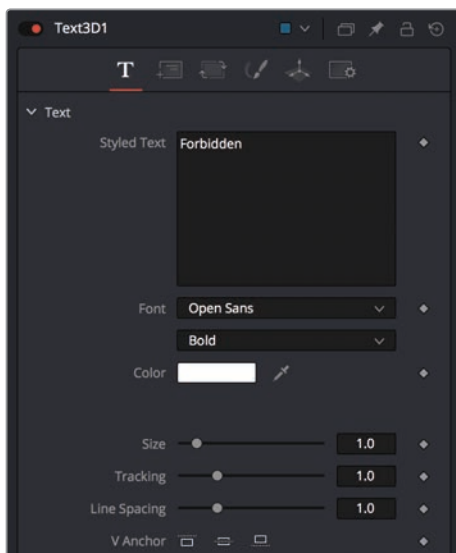 Text3D1
T
Text
Styled Text Forbidden
Font Open Sans
Bold
Color
Size 1.0
Tracking 1.0
Line Spacing 1.0
V Anchor